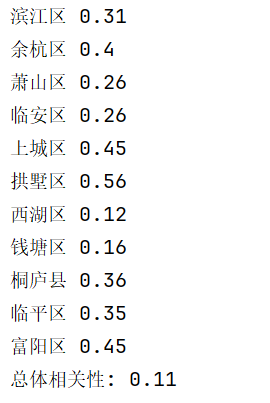 滨江区 0.31
余杭区 0.4
萧山区 0.26
临安区 0.26
上城区 0.45
拱墅区 0.56
西湖区 0.12
钱塘区 0.16
桐庐县 0.36
临平区 0.35
富阳区 0.45
总体相关性: 0.11